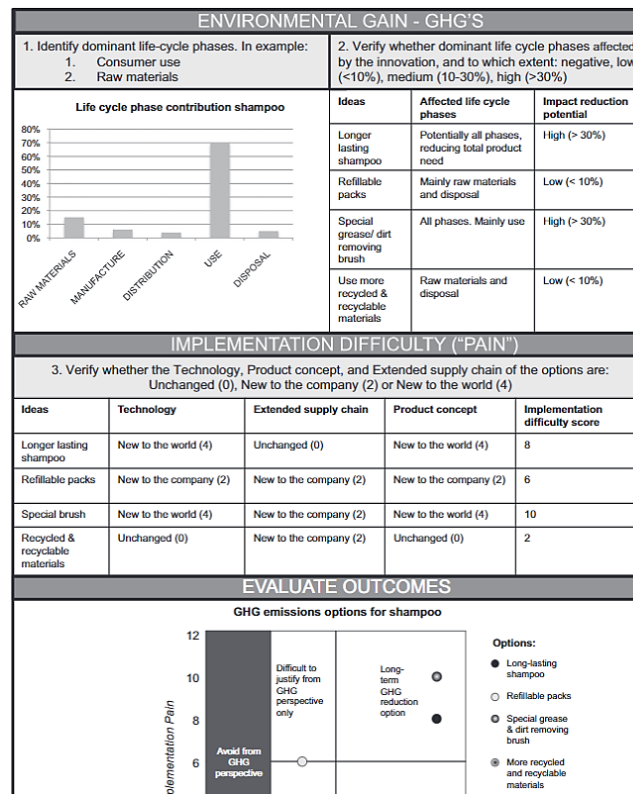 ENVIRONMENTAL GAIN - GHG'S
1. Identify dominant life-cycle phases. In example:
1. Consumer use
2. Raw materials
2. Verify whether dominant life cycle phases affected
by the innovation, and to which extent: negative, low
(<10%), medium (10-30%), high (>30%)
Life cycle phase contribution shampoo
80%
70%
60%
50%
40%
30%
20%
10%
0%
RAW MATERIALS
MANUFACTURE
DISTRIBUTION
USE
DISPOSAL
Ideas Affected life cycle phases Impact reduction potential
Longer lasting shampoo Potentially all phases, reducing total product need High (> 30%)
Refillable packs Mainly raw materials and disposal Low (< 10%)
Special grease/ dirt removing brush All phases. Mainly use High (> 30%)
Use more recycled & recyclable materials Raw materials and disposal Low (< 10%)
IMPLEMENTATION DIFFICULTY ("PAIN")
3. Verify whether the Technology, Product concept, and Extended supply chain of the options are:
Unchanged (0), New to the company (2) or New to the world (4)
Ideas Technology Extended supply chain Product concept Implementation difficulty score
Longer lasting shampoo New to the world (4) Unchanged (0) New to the world (4) 8
Refillable packs New to the company (2) New to the company (2) New to the company (2) 6
Special brush New to the world (4) New to the company (2) New to the world (4) 10
Recycled & recyclable materials Unchanged (0) New to the company (2) Unchanged (0) 2
EVALUATE OUTCOMES
GHG emissions options for shampoo
12
10
8
6
plementation Pain
Avoid from
GHG
perspective
Difficult to
justify from
GHG
perspective
only
Long-
term
GHG
reduction
option
Options:
Long-lasting
shampoo
Refillable packs
Special grease
& dirt removing
brush
More recycled
and recyclable
materials